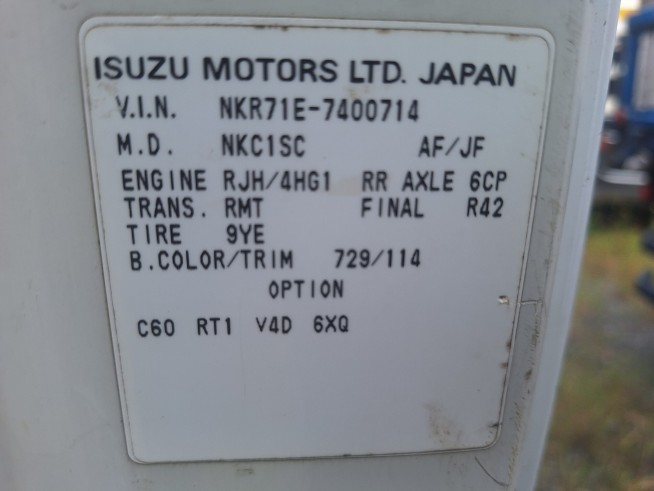 ISUZU MOTORS LTD. JAPAN
V.I.N. NKR71E-7400714
M.D. NKC1SC AF/JF
ENGINE RJH/4HG1 RR AXLE 6CP
TRANS. RMT FINAL R42
TIRE 9YE
B.COLOR/TRIM 729/114
OPTION
C60 RT1 V4D 6XQ